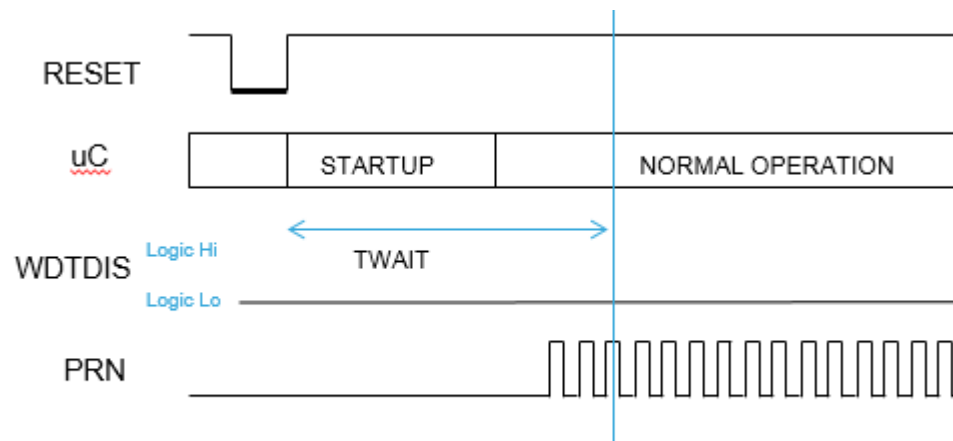 RESET
uC
STARTUP
NORMAL OPERATION
Logic Hi
TWAIT
WDTDIS
Logic Lo
PRN